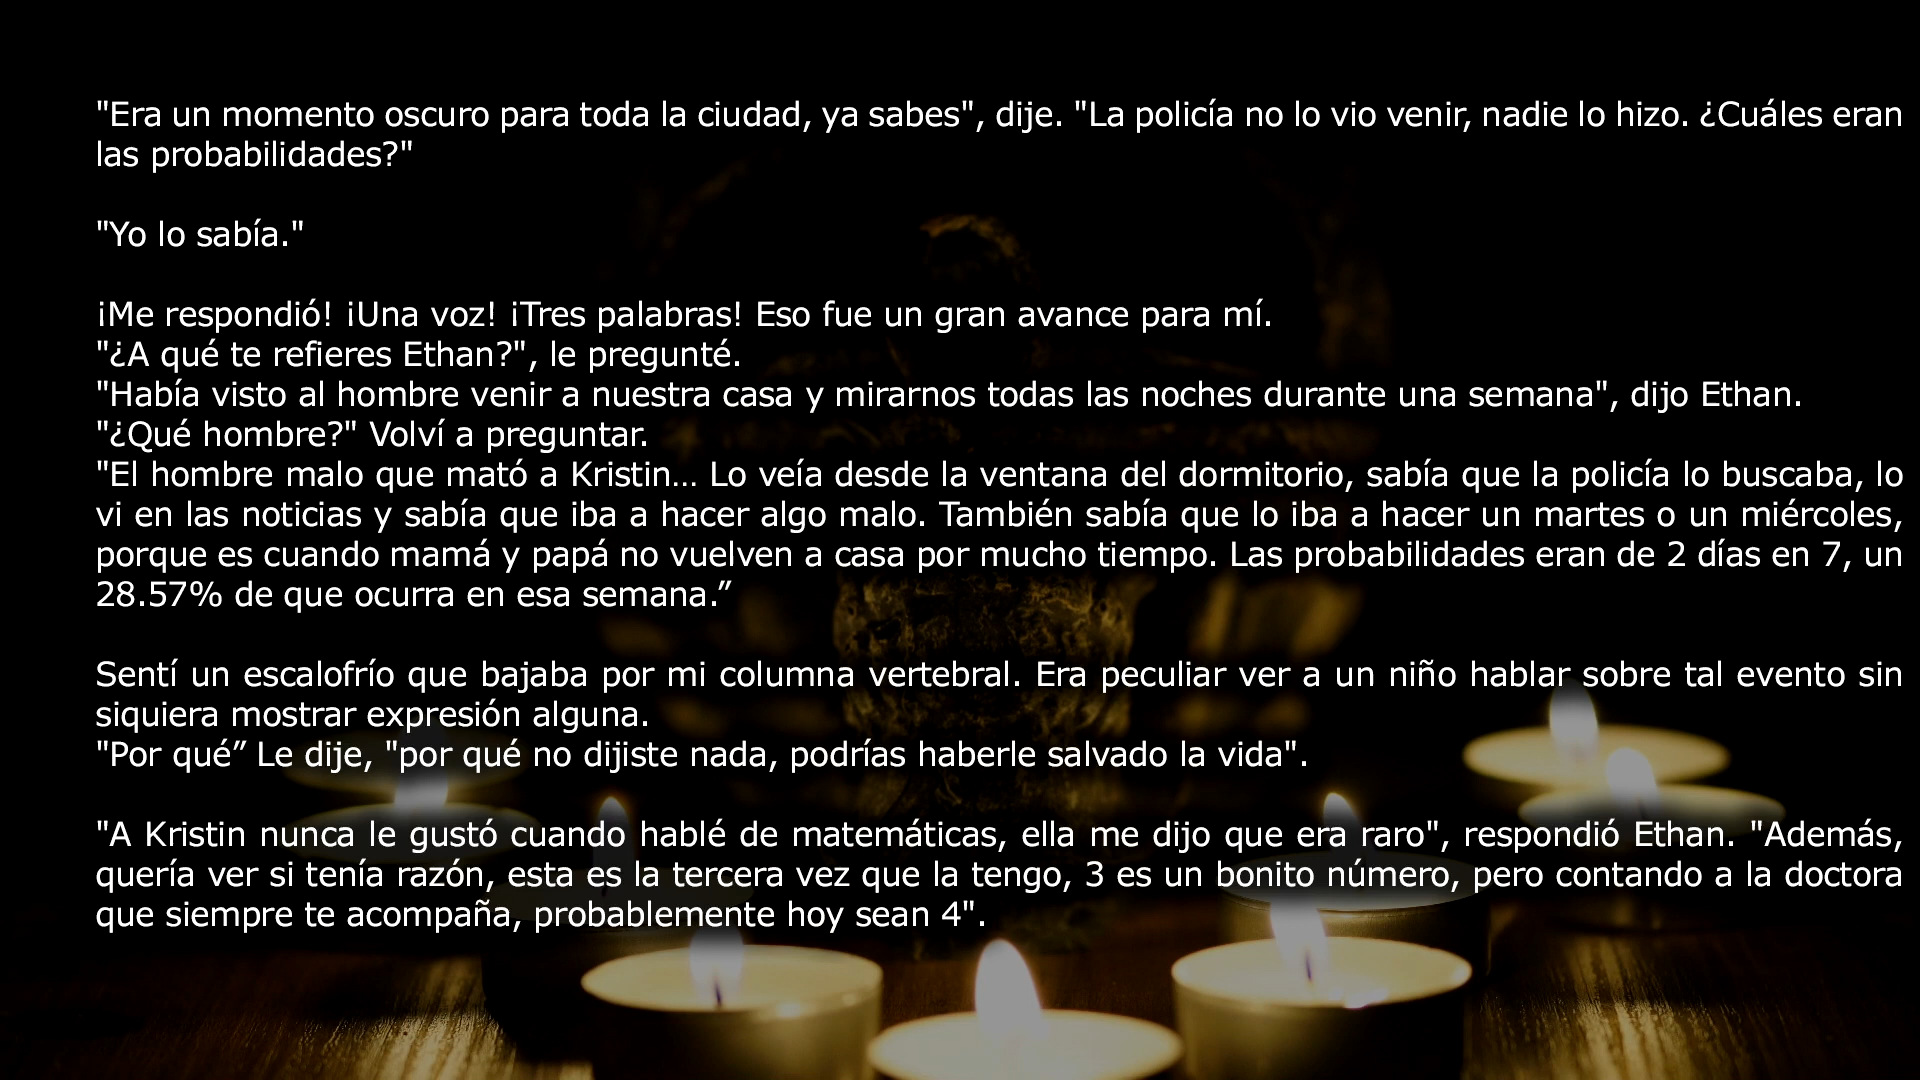 "Era un momento oscuro para toda la ciudad, ya sabes", dije. "La policía no lo vio venir, nadie lo hizo. ¿Cuáles eran
las probabilidades?"
"Yo lo sabía."
¡Me respondió! ¡Una voz! ¡Tres palabras! Eso fue un gran avance para mí.
"¿A qué te refieres Ethan?", le pregunté.
"Había visto al hombre venir a nuestra casa y mirarnos todas las noches durante una semana", dijo Ethan.
"¿Qué hombre?" Volví a preguntar.
"El hombre malo que mató a Kristin... Lo veía desde la ventana del dormitorio, sabía que la policía lo buscaba, lo
vi en las noticias y sabía que iba a hacer algo malo. También sabía que lo iba a hacer un martes o un miércoles,
porque es cuando mamá y papá no vuelven a casa por mucho tiempo. Las probabilidades eran de 2 días en 7, un
28.57% de que ocurra en esa semana.”
Sentí un escalofrío que bajaba por mi columna vertebral. Era peculiar ver a un niño hablar sobre tal evento sin
siquiera mostrar expresión alguna.
"Por qué” Le dije, "por qué no dijiste nada, podrías haberle salvado la vida".
"A Kristin nunca le gustó cuando hablé de matemáticas, ella me dijo que era raro", respondió Ethan. "Además,
quería ver si tenía razón, esta es la tercera vez que la tengo, 3 es un bonito número, pero contando a la doctora
que siempre te acompaña, probablemente hoy sean 4".